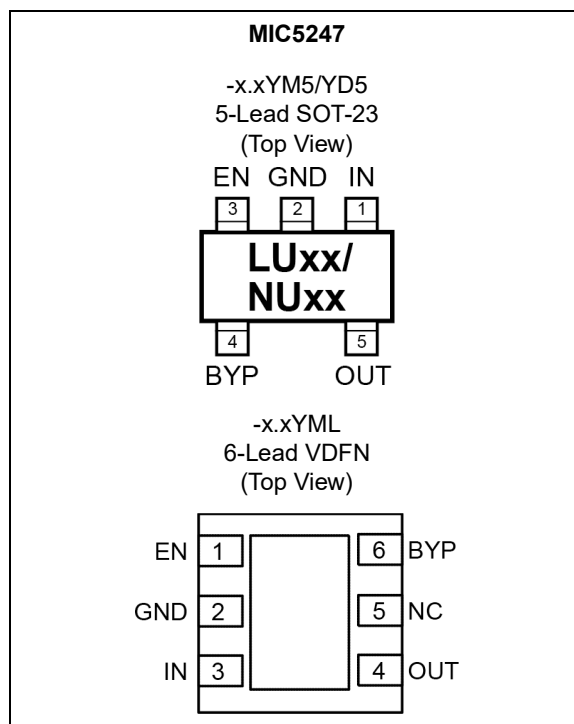 MIC5247
-x.xYM5/YD5
5-Lead SOT-23
(Top View)
EN GND IN
3 2 1
LUxx/
NUxx
4 5
BYP OUT
-x.xYML
6-Lead VDFN
(Top View)
EN 1 6 BYP
GND 2 5 NC
IN 3 4 OUT